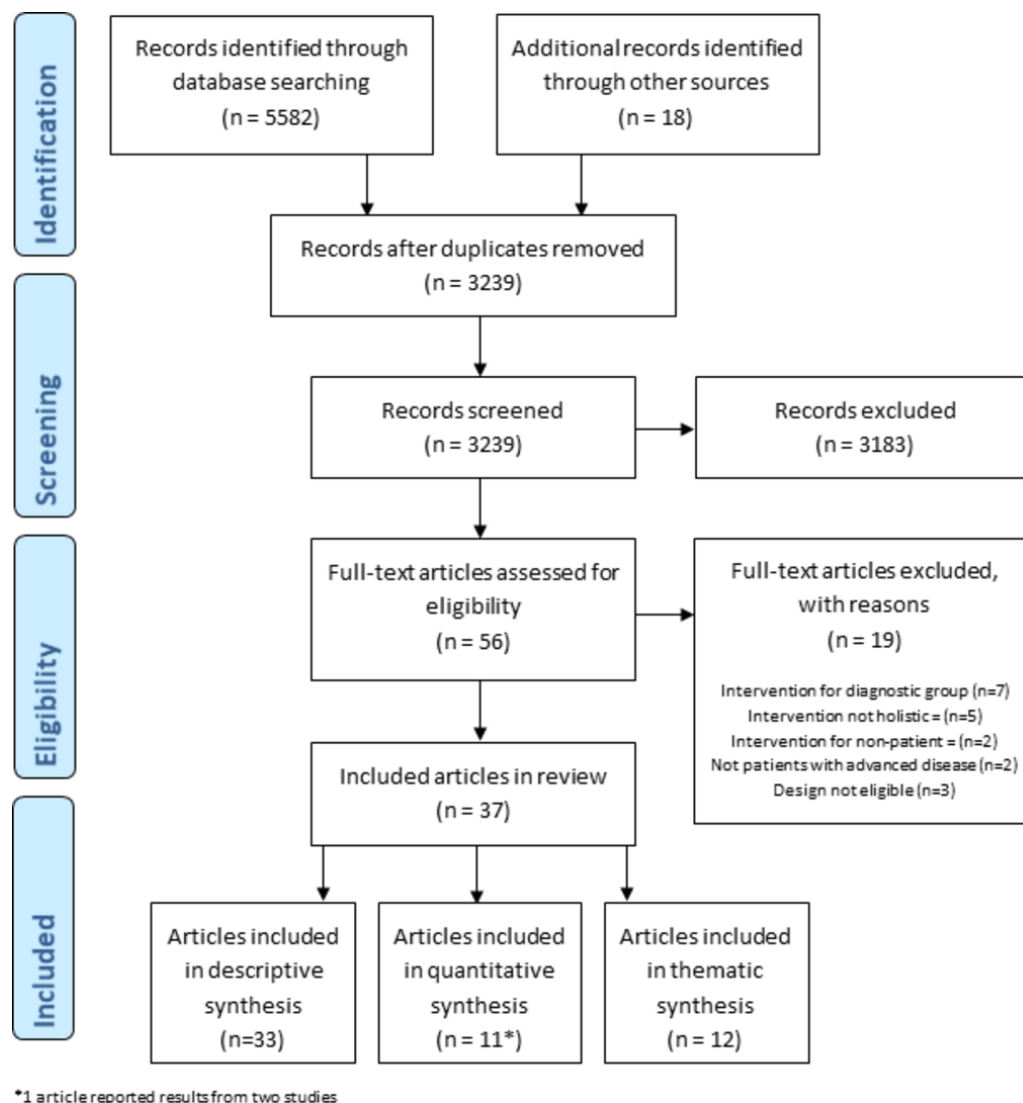 Identification
Records identified through
database searching
(n = 5582)
Additional records identified
through other sources
(n = 18)
Records after duplicates removed
(n = 3239)
Screening
Records screened
(n = 3239)
Records excluded
(n = 3183)
Eligibility
Full-text articles assessed for
eligibility
(n = 56)
Full-text articles excluded,
with reasons
(n = 19)
Intervention for diagnostic group (n=7)
Intervention not holistic = (n=5)
Intervention for non-patient = (n=2)
Not patients with advanced disease (n=2)
Design not eligible (n=3)
Included articles in review
(n = 37)
Included
Articles included
in descriptive
synthesis
(n=33)
Articles included
in quantitative
synthesis
(n = 11*)
Articles included
in thematic
synthesis
(n = 12)
*1 article reported results from two studies